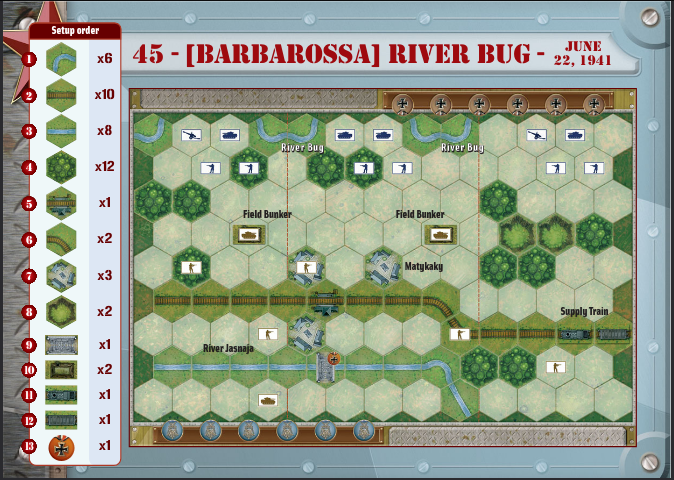 Setup order
45 - [BARBAROSSA] RIVER BUG - JUNE 22, 1941
1 x6
2 x10
3 x8
4 x12
5 x1
6 x2
7 x3
8 x2
9 x1
10 x2
11 x1
12 x1
13 x1
River Bug
River Bug
Field Bunker
Field Bunker
Matykaky
Supply Train
River Jasnaja